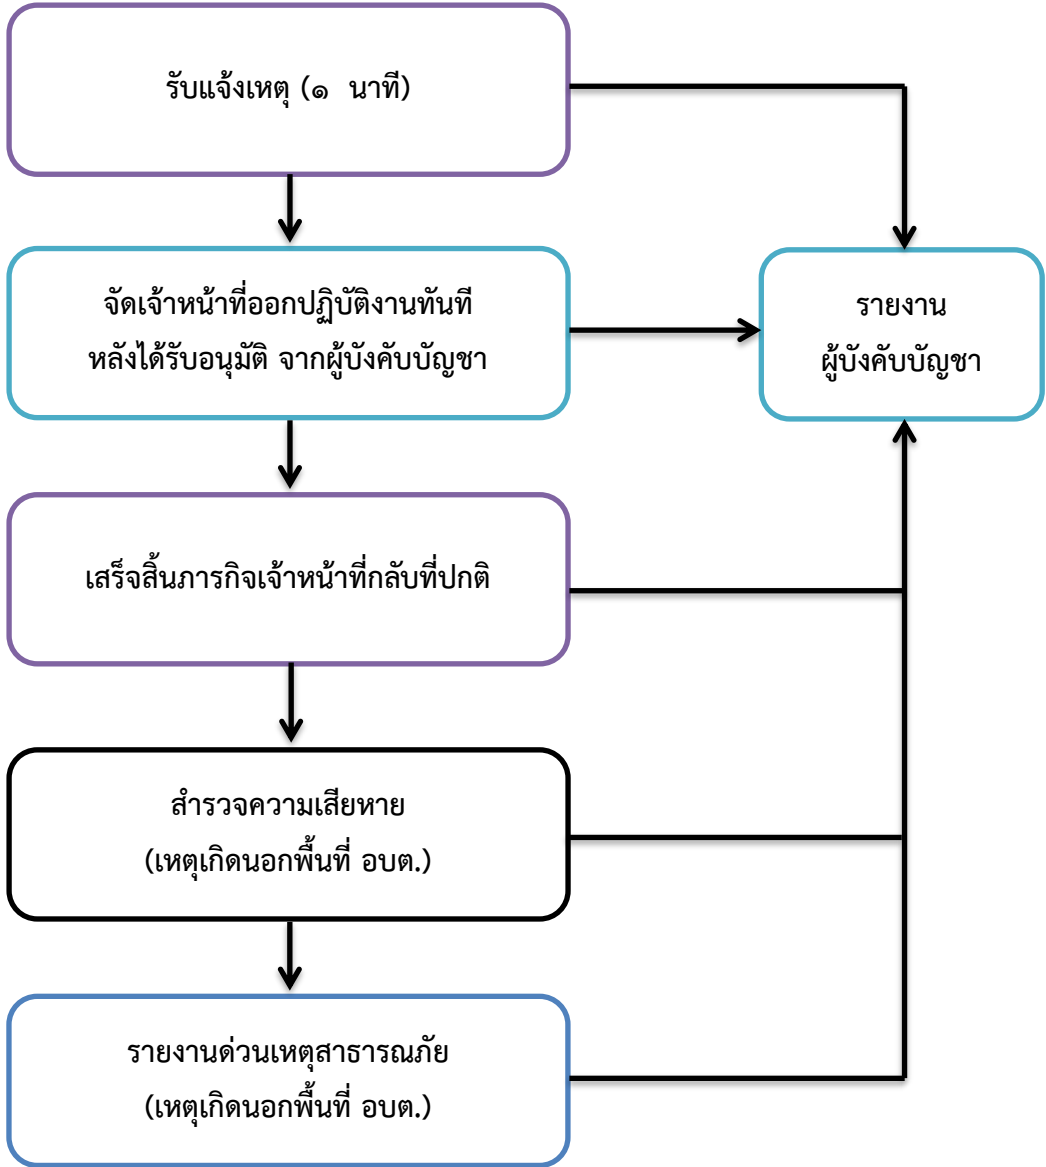 รับแจ้งเหตุ (๑ นาที)
จัดเจ้าหน้าที่ออกปฏิบัติงานทันที
หลังได้รับอนุมัติ จากผู้บังคับบัญชา
รายงาน
ผู้บังคับบัญชา
เสร็จสิ้นภารกิจเจ้าหน้าที่กลับที่ปกติ
สำรวจความเสียหาย
(เหตุเกิดนอกพื้นที่ อบต.)
รายงานด่วนเหตุสาธารณภัย
(เหตุเกิดนอกพื้นที่ อบต.)